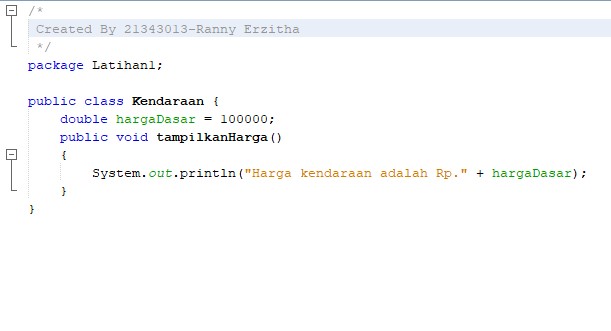 /*
Created By 21343013-Ranny Erzitha
*/
package Latihan1;
public class Kendaraan {
double hargaDasar = 100000;
public void tampilkanHarga()
{
System.out.println("Harga kendaraan adalah Rp." + hargaDasar);
}
}